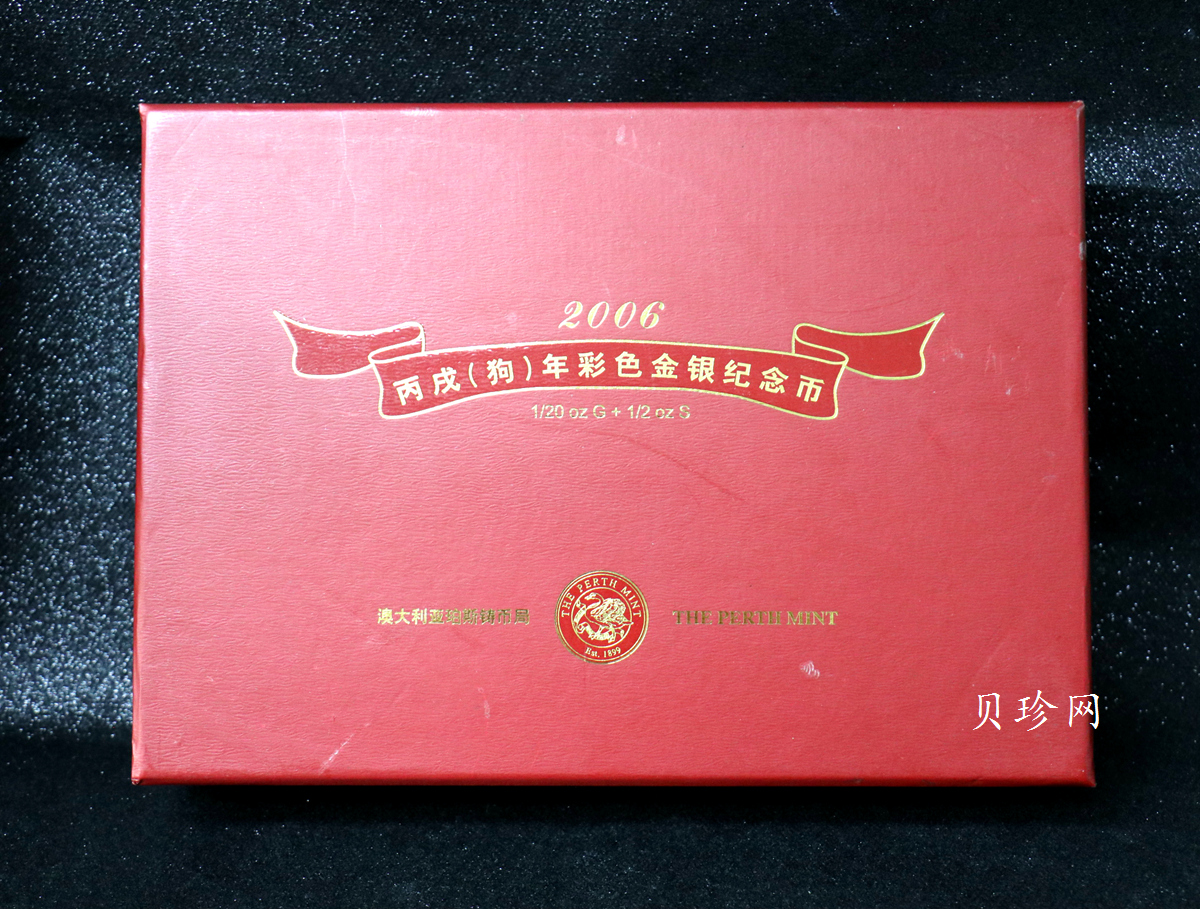 2006
丙戌(狗)年彩色金银纪念币
1/20 oz G + 1/2 oz S
澳大利亚珀斯铸币局
THE PERTH MINT
Est. 1899
THE PERTH MINT
贝珍网